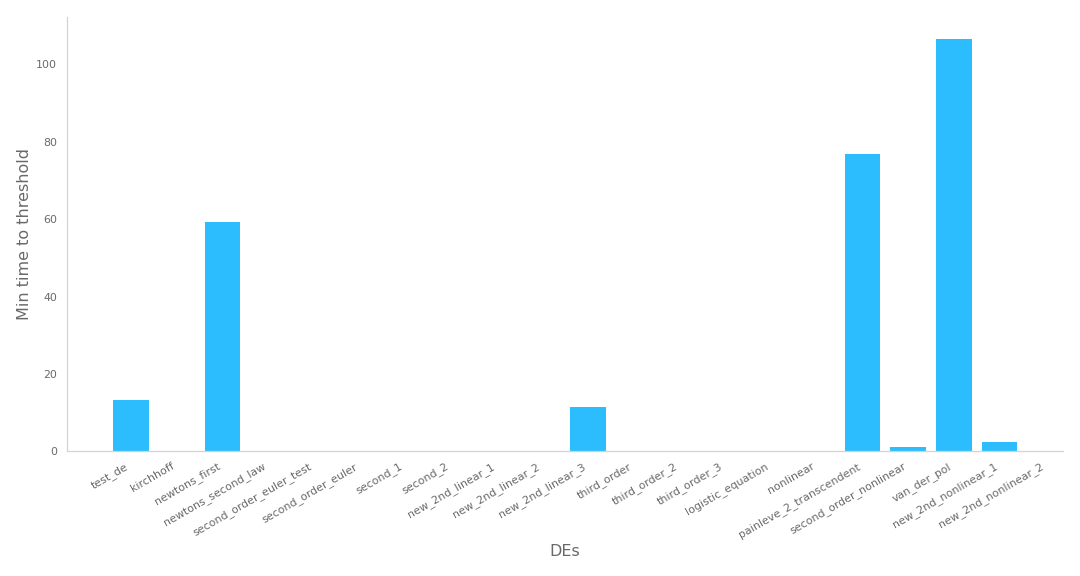 Min time to threshold
100
80
60
40
20
0
test_de
kirchhoff
newtons_first
newtons_second_law
second_order_euler_test
second_order_euler
second_1
second_2
new_2nd_linear_1
new_2nd_linear_2
new_2nd_linear_3
third_order
third_order_2
third_order_3
logistic_equation
nonlinear
painleve_2_transcendent
second_order_nonlinear
van_der_pol
new_2nd_nonlinear_1
new_2nd_nonlinear_2
DEs